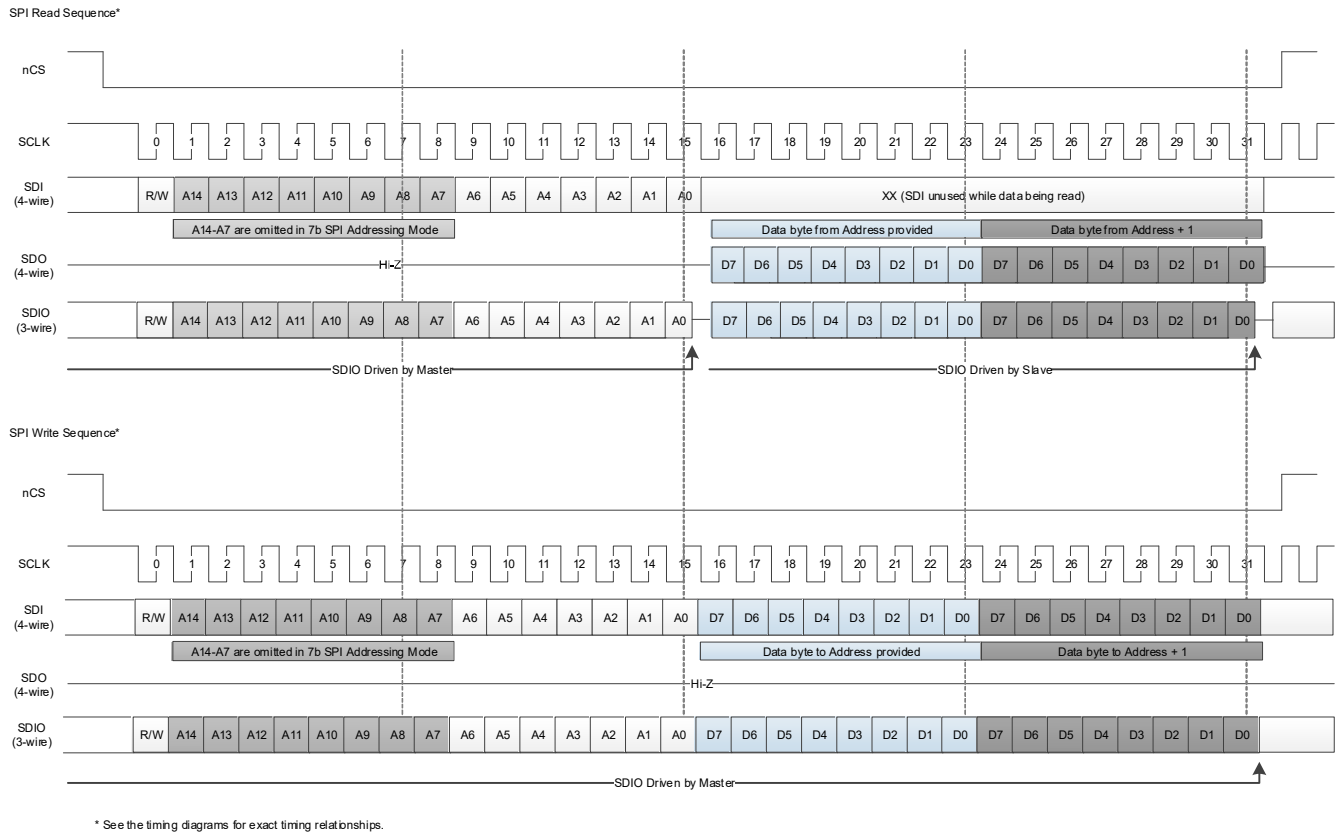 SPI Read Sequence*
nCS
SCLK 0 1 2 3 4 5 6 7 8 9 10 11 12 13 14 15 16 17 18 19 20 21 22 23 24 25 26 27 28 29 30 31
SDI
(4-wire)
R/W A14 A13 A12 A11 A10 A9 A8 A7 A6 A5 A4 A3 A2 A1 A0 XX (SDI unused while data being read)
A14-A7 are omitted in 7b SPI Addressing Mode Data byte from Address provided Data byte from Address + 1
SDO
(4-wire)
Hi-Z D7 D6 D5 D4 D3 D2 D1 D0 D7 D6 D5 D4 D3 D2 D1 D0
SDIO
(3-wire)
R/W A14 A13 A12 A11 A10 A9 A8 A7 A6 A5 A4 A3 A2 A1 A0 D7 D6 D5 D4 D3 D2 D1 D0 D7 D6 D5 D4 D3 D2 D1 D0
SDIO Driven by Master SDIO Driven by Slave
SPI Write Sequence*
nCS
SCLK 0 1 2 3 4 5 6 7 8 9 10 11 12 13 14 15 16 17 18 19 20 21 22 23 24 25 26 27 28 29 30 31
SDI
(4-wire)
R/W A14 A13 A12 A11 A10 A9 A8 A7 A6 A5 A4 A3 A2 A1 A0 D7 D6 D5 D4 D3 D2 D1 D0 D7 D6 D5 D4 D3 D2 D1 D0
A14-A7 are omitted in 7b SPI Addressing Mode Data byte to Address provided Data byte to Address + 1
SDO
(4-wire)
Hi-Z
SDIO
(3-wire)
R/W A14 A13 A12 A11 A10 A9 A8 A7 A6 A5 A4 A3 A2 A1 A0 D7 D6 D5 D4 D3 D2 D1 D0 D7 D6 D5 D4 D3 D2 D1 D0
SDIO Driven by Master
* See the timing diagrams for exact timing relationships.